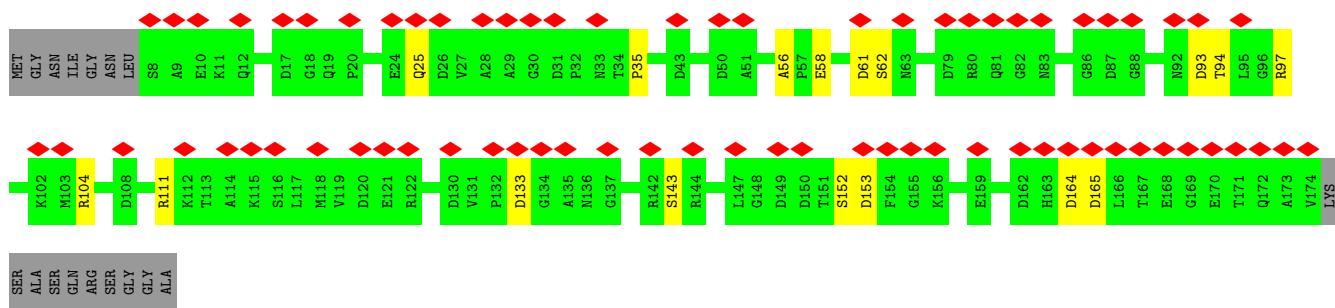 MET GLY ASN ILE GLY ASN LEU S8 A9 E10 K11 Q12 D17 G18 Q19 P20 E24 Q25 D26 V27 A28 A29 G30 D31 P32 N33 T34 P35 D43 D50 A51 A56 P57 E58 D61 S62 N63 D79 R80 Q81 G82 N83 G86 D87 G88 N92 D93 T94 L95 G96 R97
K102 M103 R104 D108 R111 K112 T113 A114 K115 S116 L117 M118 V119 D120 E121 R122 D130 V131 P132 D133 G134 A135 N136 G137 R142 S143 R144 L147 G148 D149 D150 T151 S152 D153 F154 G155 K156 E159 D162 H163 D164 D165 L166 T167 E168 G169 E170 T171 Q172 A173 V174 LYS
SER ALA SER GLN ARG SER GLY GLY ALA